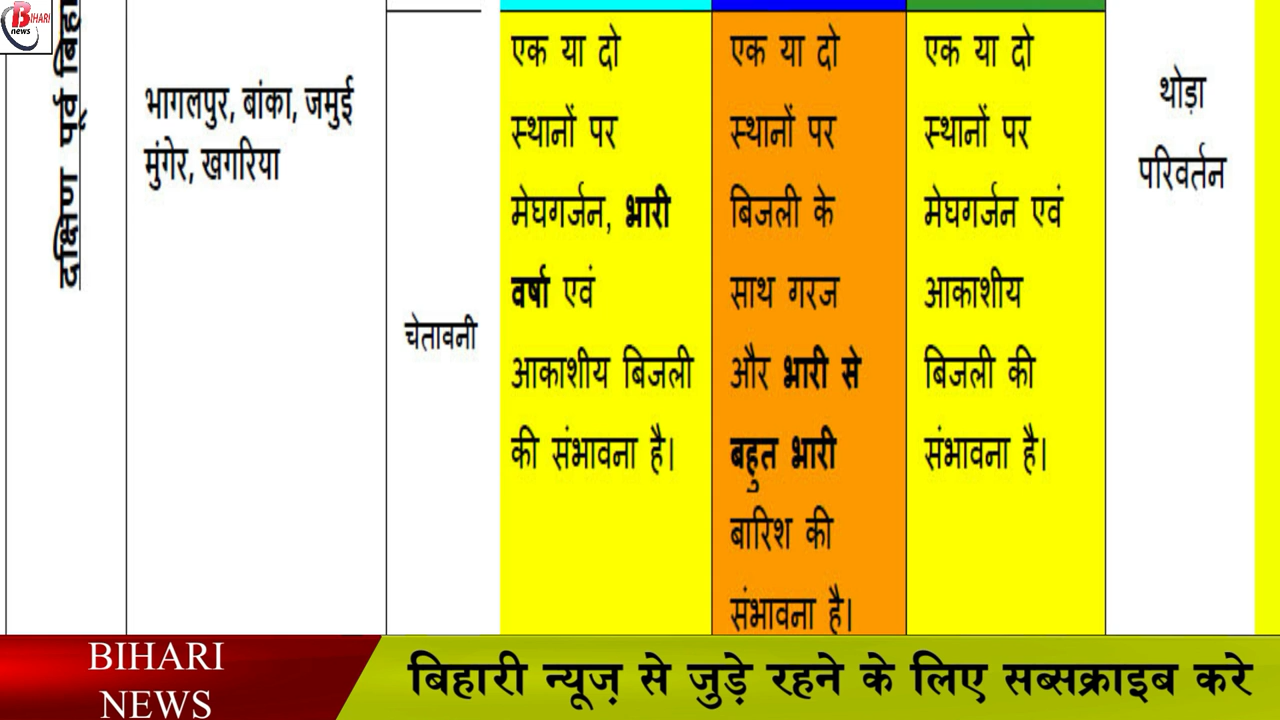 BIHARI
news
दक्षिण पूर्व बिहा
भागलपुर, बांका, जमुई
मुंगेर, खगरिया
चेतावनी
एक या दो
स्थानों पर
मेघगर्जन, भारी
वर्षा एवं
आकाशीय बिजली
की संभावना है।
एक या दो
स्थानों पर
बिजली के
साथ गरज
और भारी से
बहुत भारी
बारिश की
संभावना है।
एक या दो
स्थानों पर
मेघगर्जन एवं
आकाशीय
बिजली की
संभावना है।
थोड़ा
परिवर्तन
BIHARI
NEWS
बिहारी न्यूज़ से जुड़े रहने के लिए सब्सक्राइब करे